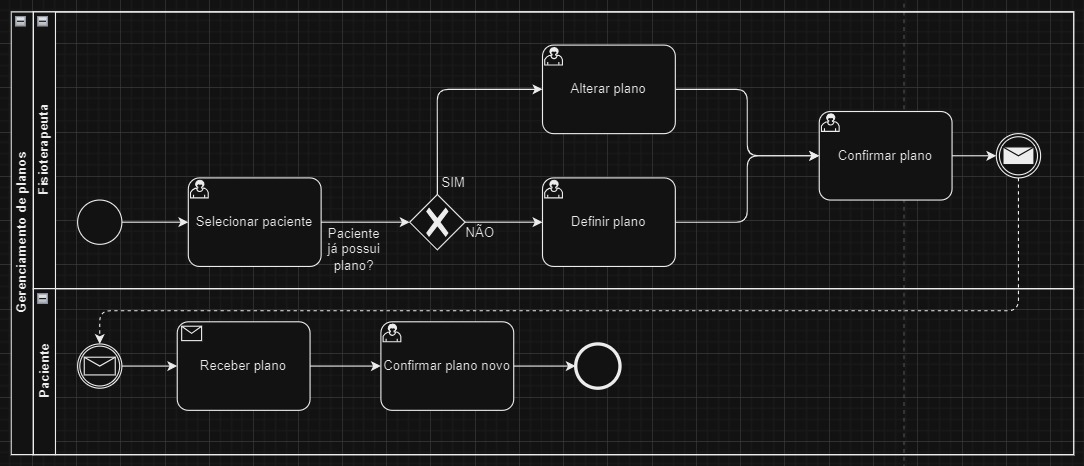 Gerenciamento de planos
Fisioterapeuta
Selecionar paciente
Paciente
já possui
plano?
SIM
NÃO
Alterar plano
Definir plano
Confirmar plano
Paciente
Receber plano
Confirmar plano novo